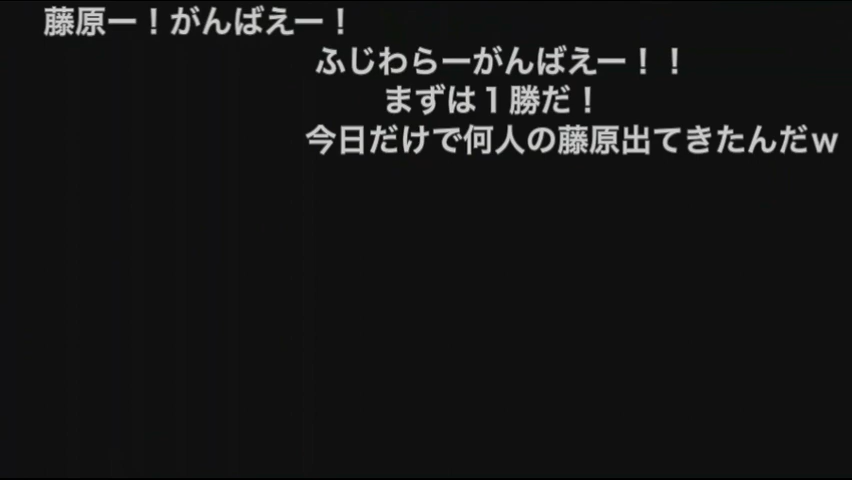 藤原ー！がんばえー！
ふじわらーがんばえー！！
まずは１勝だ！
今日だけで何人の藤原出てきたんだｗ